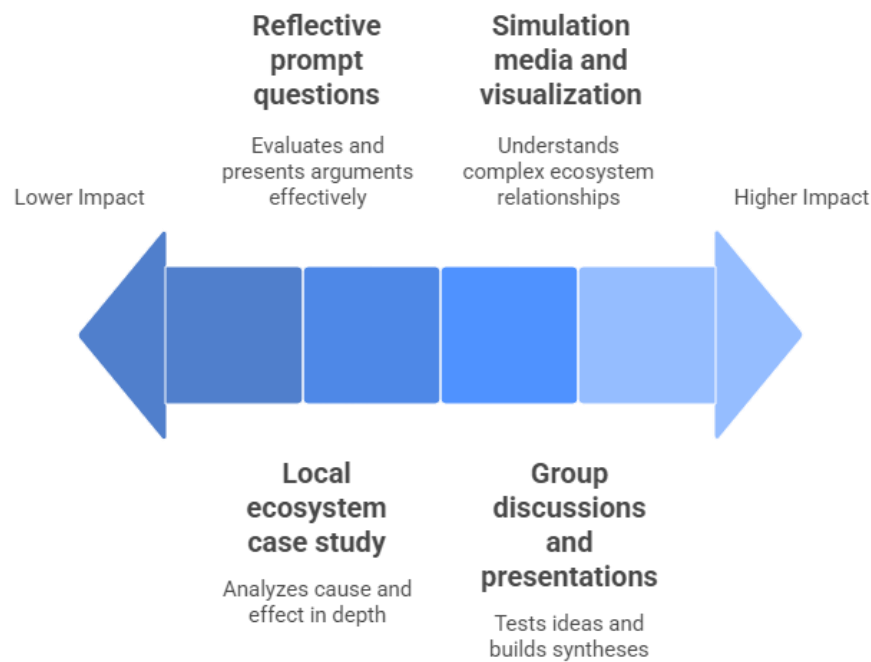 Reflective
prompt
questions
Evaluates and
presents arguments
effectively
Simulation
media and
visualization
Understands
complex ecosystem
relationships
Lower Impact
Higher Impact
Local
ecosystem
case study
Analyzes cause and
effect in depth
Group
discussions
and
presentations
Tests ideas and
builds syntheses